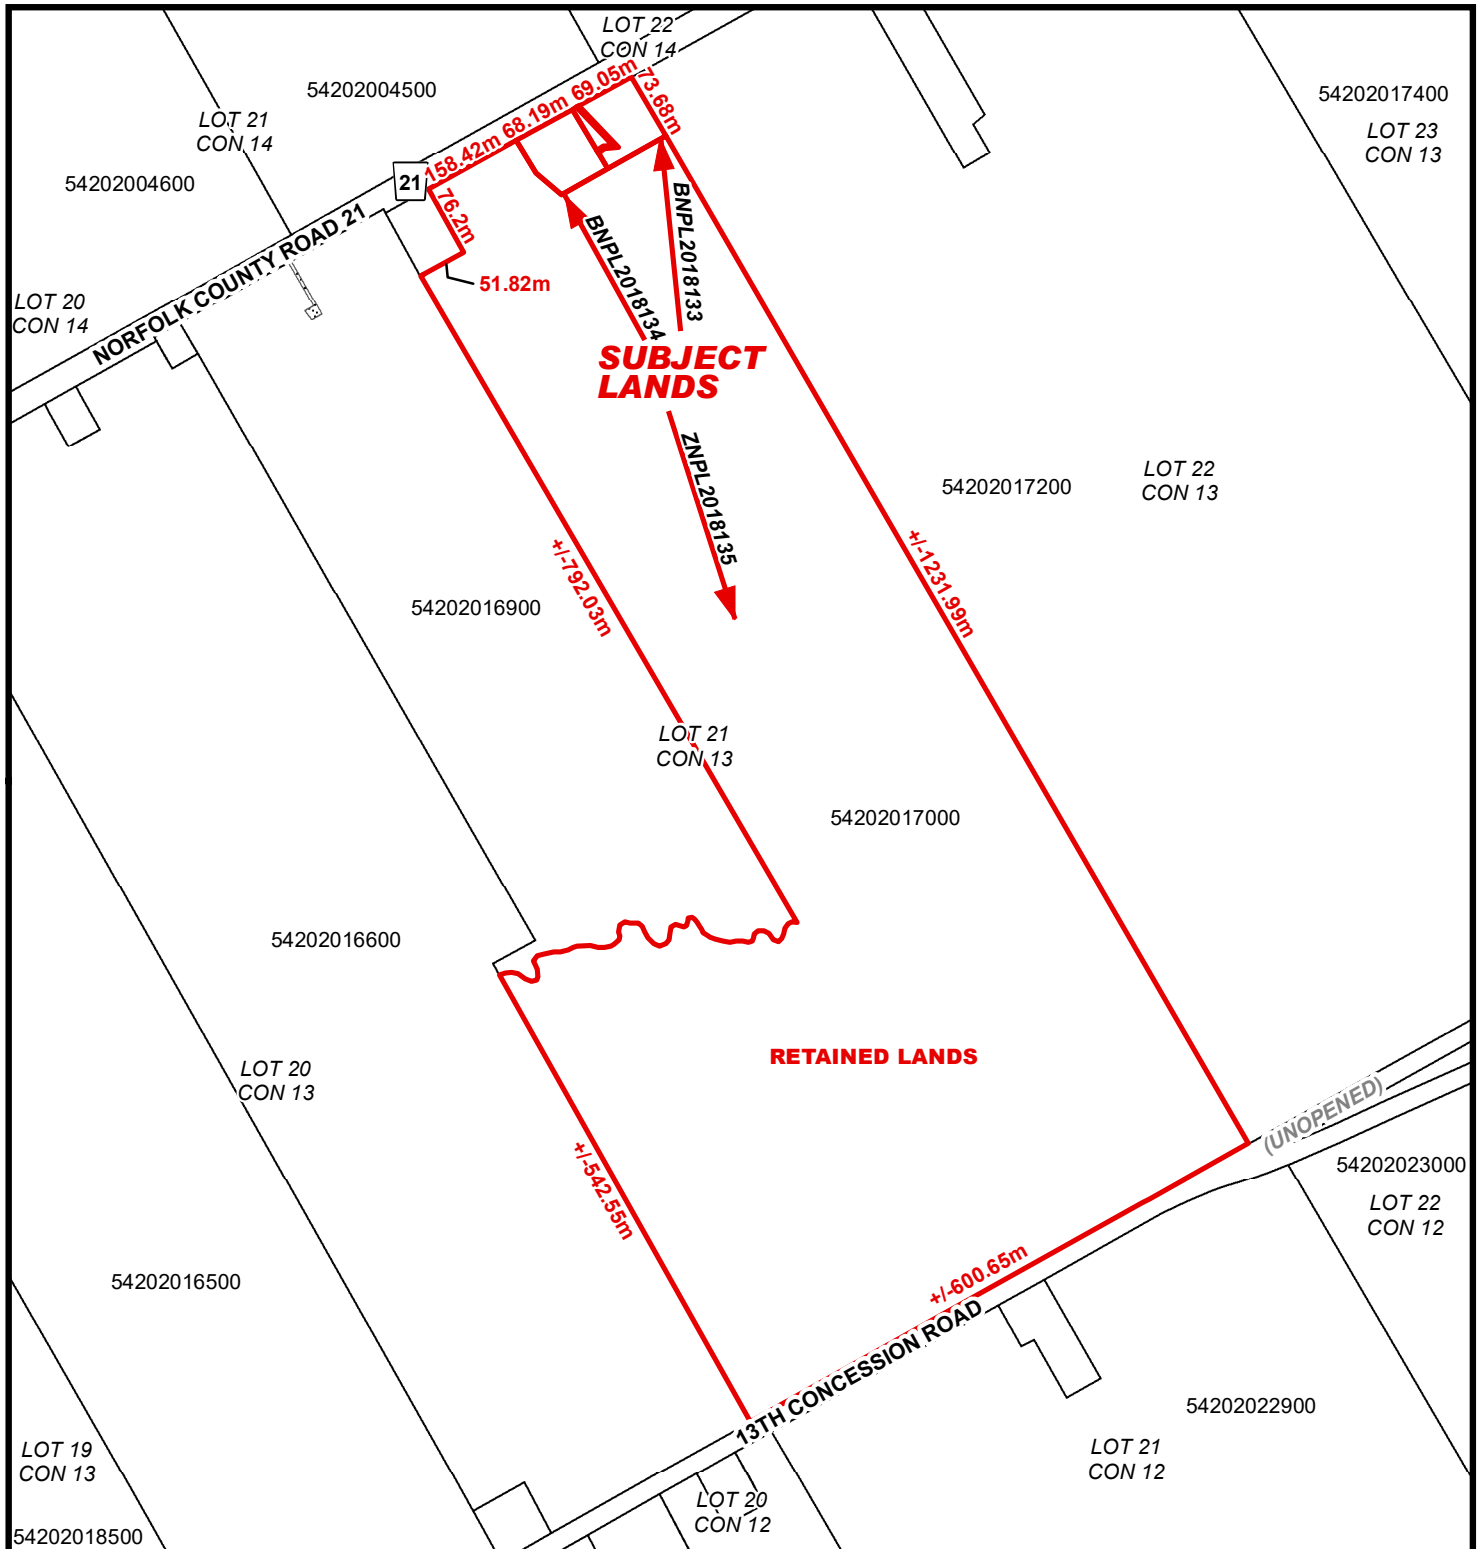 LOT 22
CON 14
54202004500
LOT 21
CON 14
54202017400
LOT 23
CON 13
69.05m
73.68m
68.19m
158.42m
54202004600
21
76.2m
NORFOLK COUNTY ROAD 21
51.82m
BNPL2018134
BNPL2018133
LOT 20
CON 14
SUBJECT
LANDS
ZNPL2018135
54202017200
LOT 22
CON 13
+/-792.03m
+/-1231.99m
54202016900
LOT 21
CON 13
54202017000
54202016600
RETAINED LANDS
LOT 20
CON 13
(UNOPENED)
54202023000
LOT 22
CON 12
+/-542.55m
54202016500
+/-600.65m
13TH CONCESSION ROAD
54202022900
LOT 21
CON 12
LOT 19
CON 13
LOT 20
CON 12
54202018500